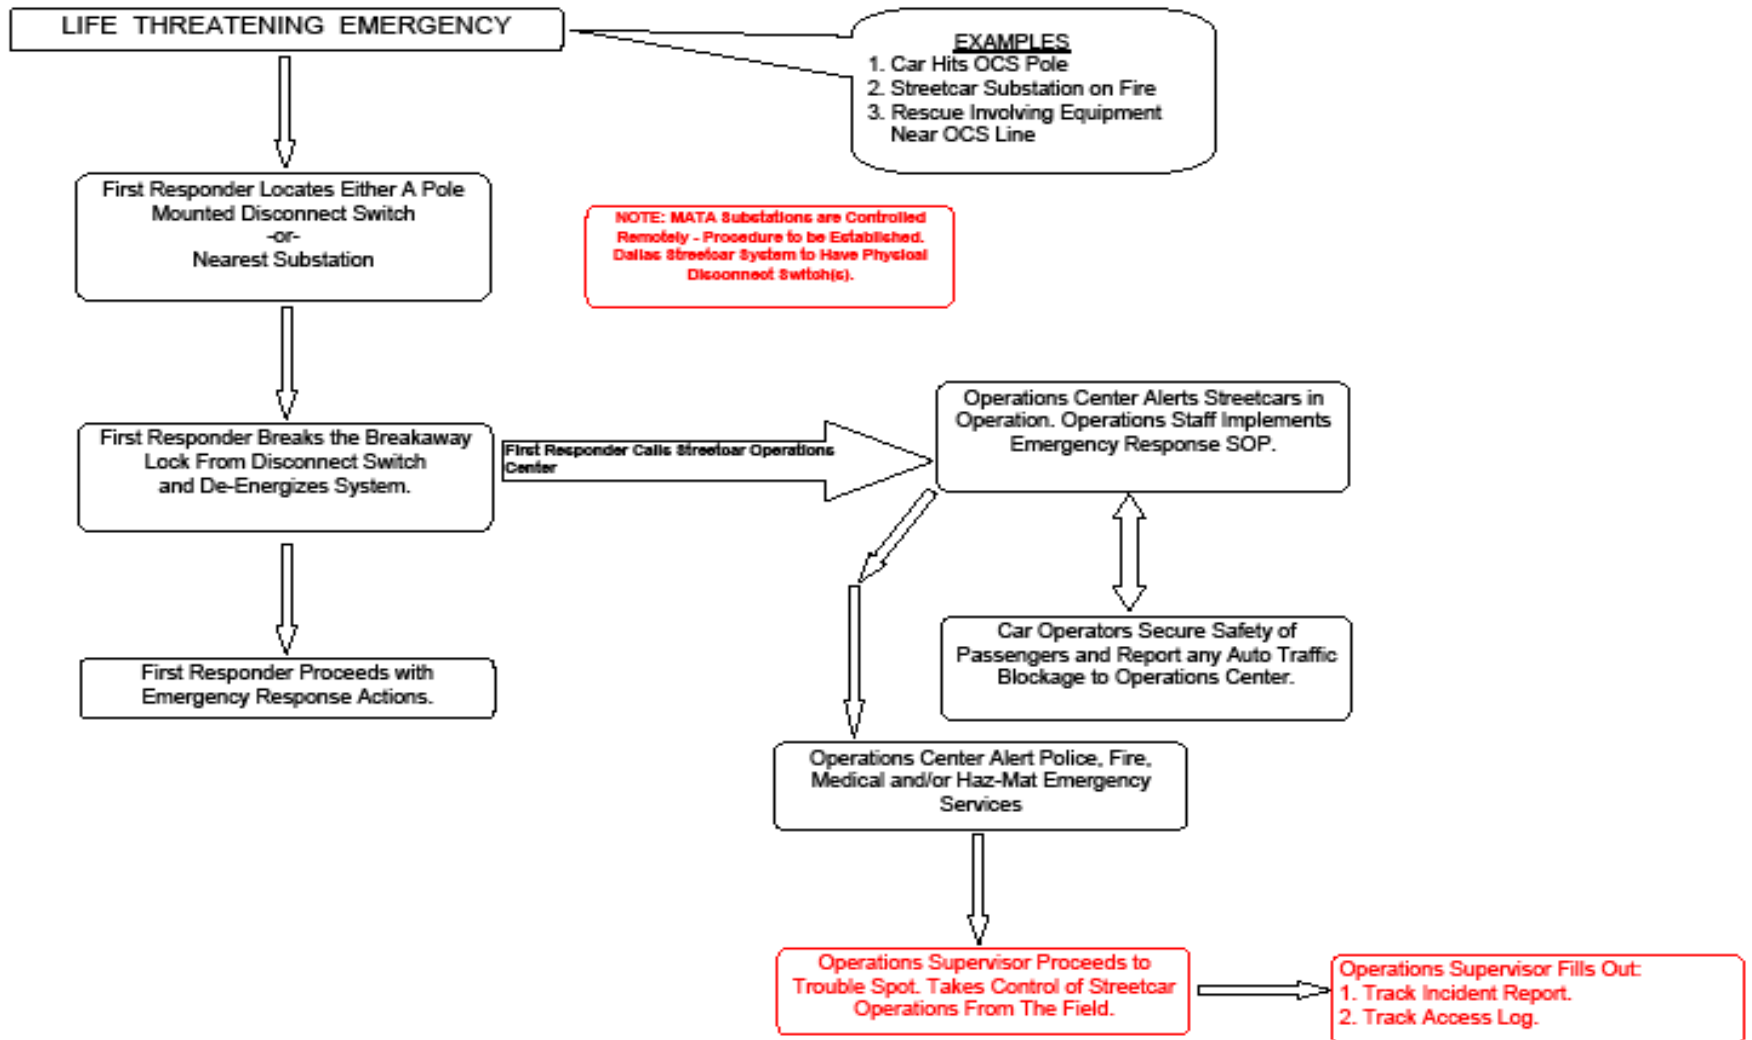 LIFE THREATENING EMERGENCY
EXAMPLES
1. Car Hits OCS Pole
2. Streetcar Substation on Fire
3. Rescue Involving Equipment
Near OCS Line
First Responder Locates Either A Pole
Mounted Disconnect Switch
-or-
Nearest Substation
NOTE: MATA Substations are Controlled
Remotely - Procedure to be Established.
Dallas Streetcar System to Have Physical
Disconnect Switch(s).
First Responder Breaks the Breakaway
Lock From Disconnect Switch
and De-Energizes System.
First Responder Calls Streetcar Operations
Center
Operations Center Alerts Streetcars in
Operation. Operations Staff Implements
Emergency Response SOP.
First Responder Proceeds with
Emergency Response Actions.
Car Operators Secure Safety of
Passengers and Report any Auto Traffic
Blockage to Operations Center.
Operations Center Alert Police, Fire,
Medical and/or Haz-Mat Emergency
Services
Operations Supervisor Proceeds to
Trouble Spot. Takes Control of Streetcar
Operations From The Field.
Operations Supervisor Fills Out:
1. Track Incident Report.
2. Track Access Log.